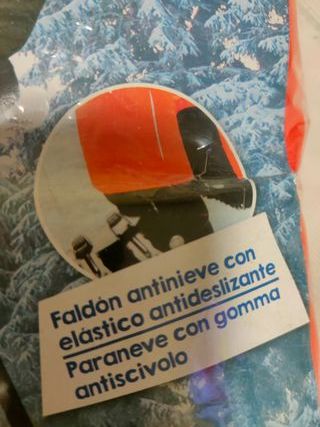 Faldón antinieve con
elástico antideslizante
Paraneve con gomma
antiscivolo